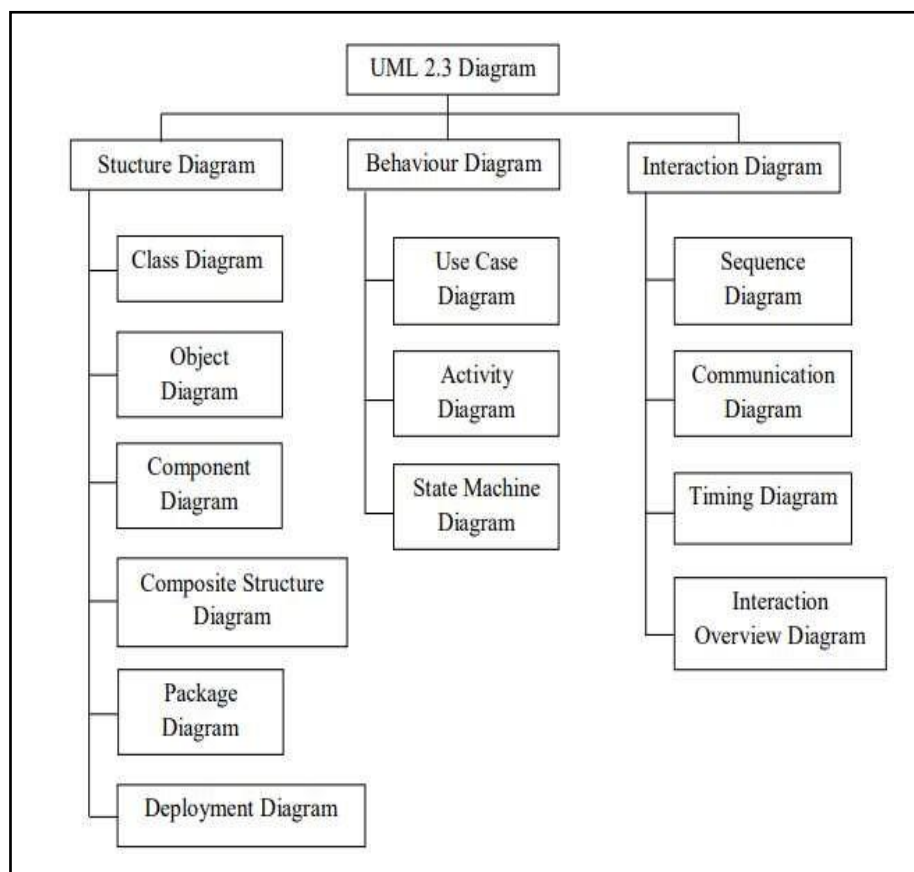 UML 2.3 Diagram
Stucture Diagram
Behaviour Diagram
Interaction Diagram
Class Diagram
Object
Diagram
Component
Diagram
Composite Structure
Diagram
Package
Diagram
Deployment Diagram
Use Case
Diagram
Activity
Diagram
State Machine
Diagram
Sequence
Diagram
Communication
Diagram
Timing Diagram
Interaction
Overview Diagram